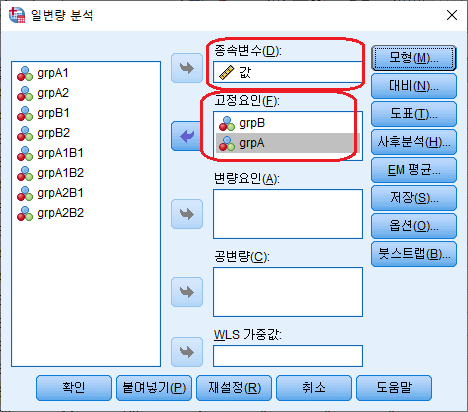 일변량 분석
grpA1
grpA2
grpB1
grpB2
grpA1B1
grpA1B2
grpA2B1
grpA2B2
종속변수(D):
값
고정요인(F):
grpB
grpA
변량요인(A):
공변량(C):
WLS 가중값:
모형(M)...
대비(N)...
도표(T)...
사후분석(H)...
EM 평균...
저장(S)...
옵션(O)...
붓스트랩(B)...
확인
붙여넣기(P)
재설정(R)
취소
도움말